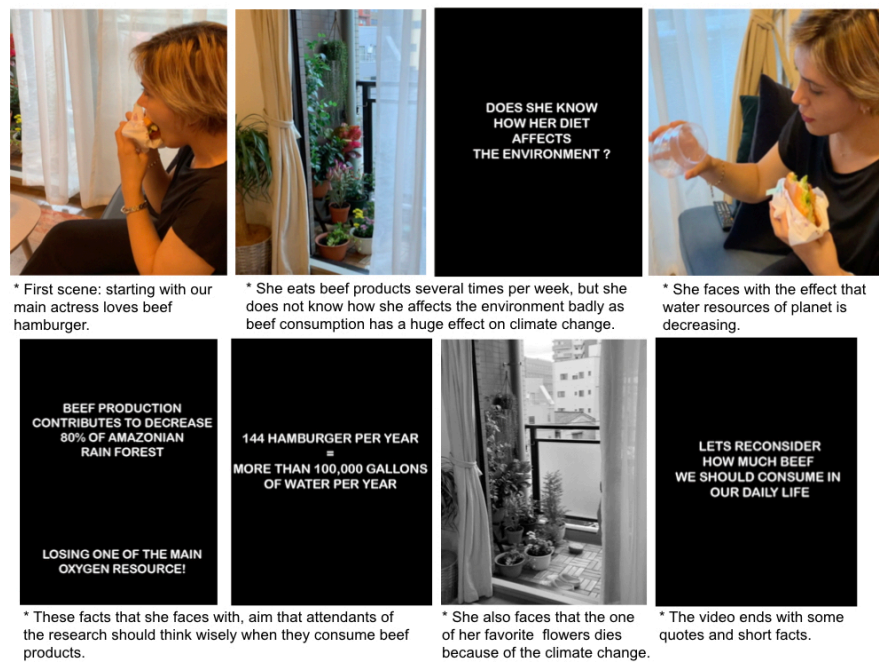 DOES SHE KNOW
HOW HER DIET
AFFECTS
THE ENVIRONMENT ?
* First scene: starting with our
main actress loves beef
hamburger.
* She eats beef products several times per week, but she
does not know how she affects the environment badly as
beef consumption has a huge effect on climate change.
* She faces with the effect that
water resources of planet is
decreasing.
BEEF PRODUCTION
CONTRIBUTES TO DECREASE
80% OF AMAZONIAN
RAIN FOREST
LOSING ONE OF THE MAIN
OXYGEN RESOURCE!
144 HAMBURGER PER YEAR
=
MORE THAN 100,000 GALLONS
OF WATER PER YEAR
LETS RECONSIDER
HOW MUCH BEEF
WE SHOULD CONSUME IN
OUR DAILY LIFE
* These facts that she faces with, aim that attendants of
the research should think wisely when they consume beef
products.
* She also faces that the one
of her favorite flowers dies
because of the climate change.
* The video ends with some
quotes and short facts.